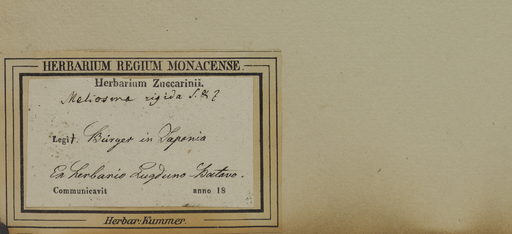 HERBARIUM REGIUM MONACENSE.
Herbarium Zuccarinii.
Meliosma rigida S. & Z
Legit. Bürger in Japonia
Ex herbario Lugduno Batavo.
Communicavit anno 18
Herbar. Kummer.